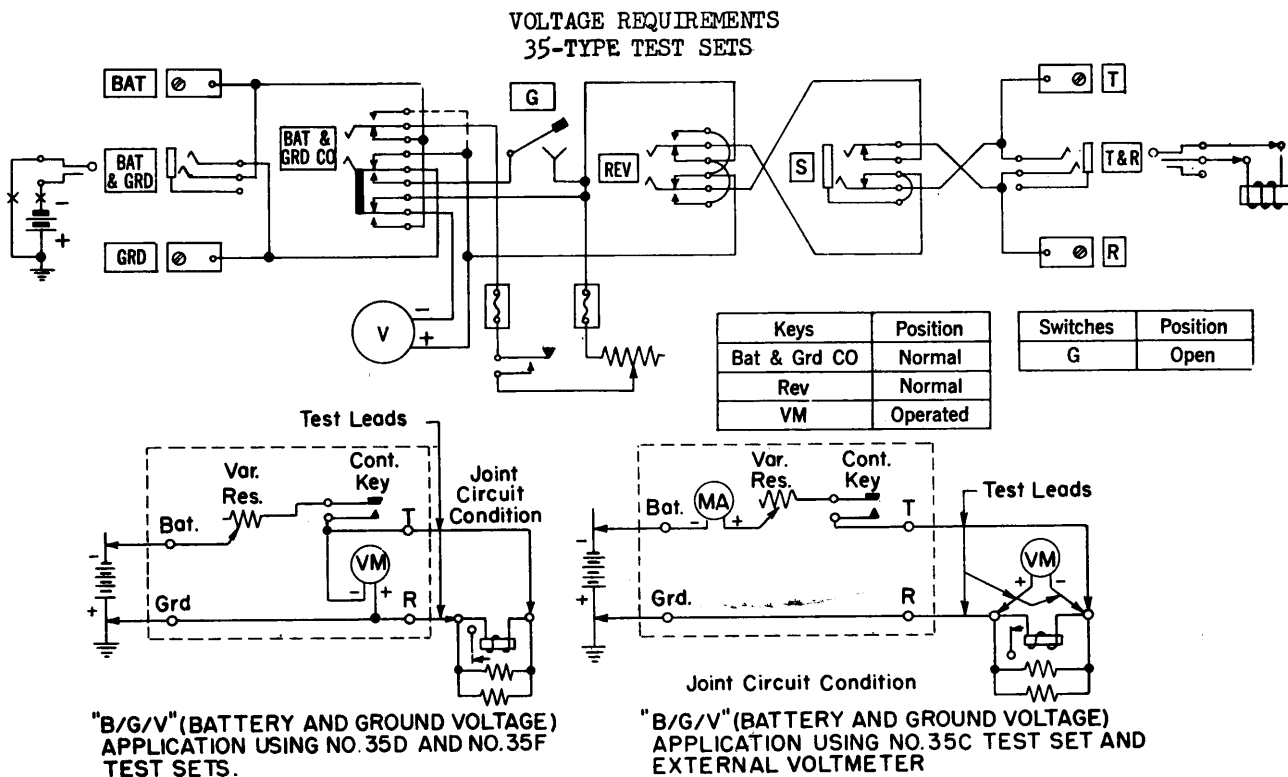 VOLTAGE REQUIREMENTS
35-TYPE TEST SETS
BAT
BAT & GRD
GRD
BAT & GRD CO
G
REV
S
T
T&R
R
-
+
V
-
+
Keys Position
Bat & Grd CO Normal
Rev Normal
VM Operated
Switches Position
G Open
Test Leads
Var. Res.
Cont. Key
Joint Circuit Condition
Bat.
T
VM
-
+
-
+
Grd
R
"B/G/V" (BATTERY AND GROUND VOLTAGE)
APPLICATION USING NO. 35D AND NO. 35F
TEST SETS.
Var. Res.
Cont. Key
Test Leads
Bat.
MA
-
+
T
VM
+
-
-
+
Grd.
R
Joint Circuit Condition
"B/G/V" (BATTERY AND GROUND VOLTAGE)
APPLICATION USING NO. 35C TEST SET AND
EXTERNAL VOLTMETER